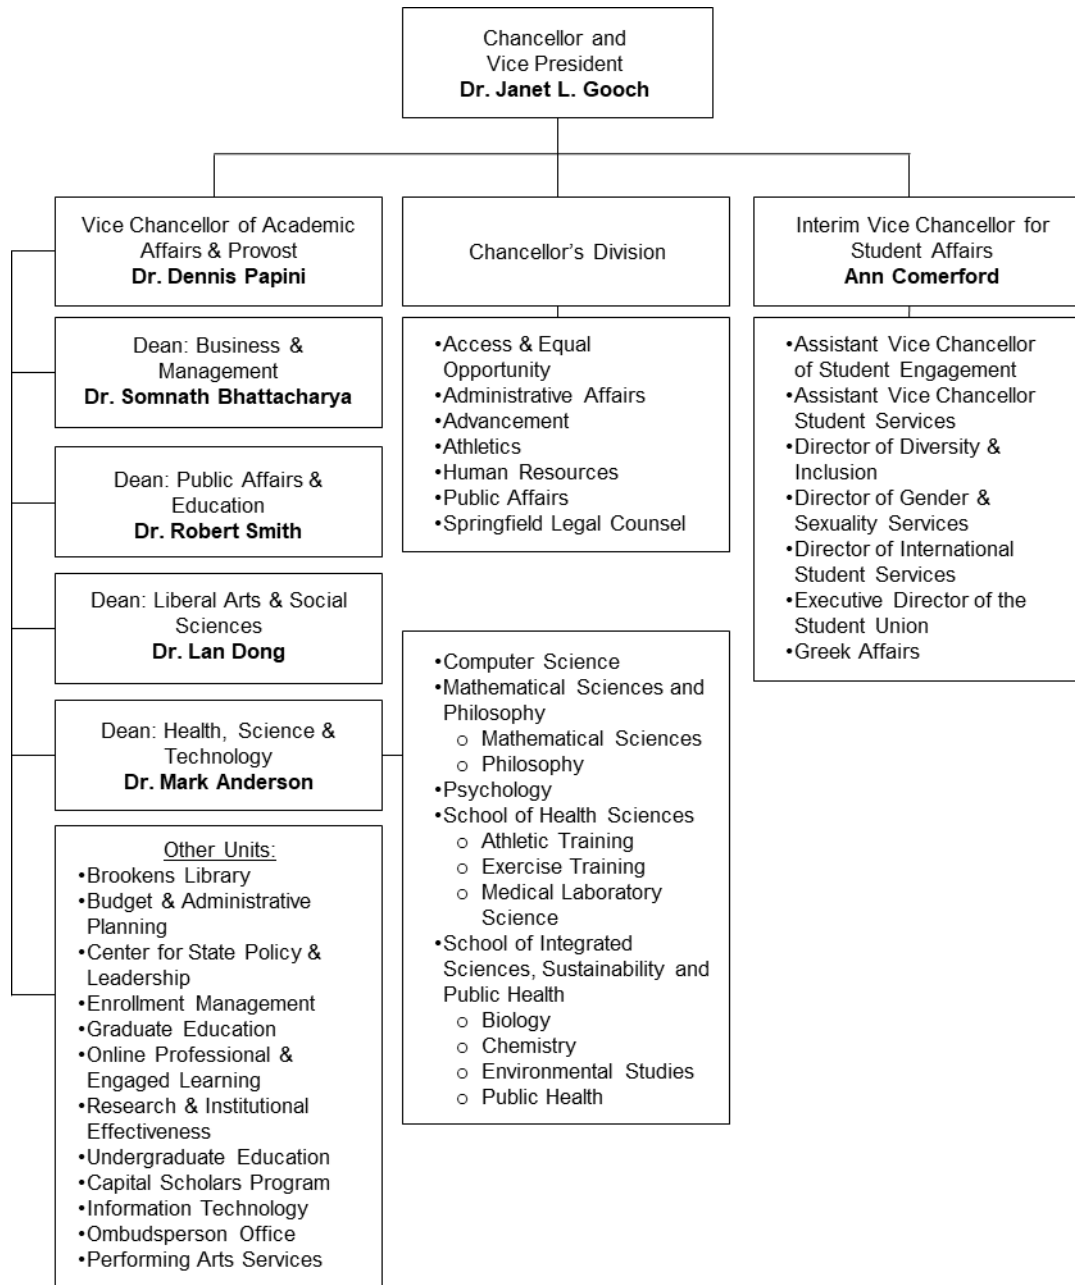 Chancellor and
Vice President
Dr. Janet L. Gooch
Vice Chancellor of Academic
Affairs & Provost
Dr. Dennis Papini
Chancellor’s Division
Interim Vice Chancellor for
Student Affairs
Ann Comerford
Dean: Business &
Management
Dr. Somnath Bhattacharya
Dean: Public Affairs &
Education
Dr. Robert Smith
Dean: Liberal Arts & Social
Sciences
Dr. Lan Dong
Dean: Health, Science &
Technology
Dr. Mark Anderson
Other Units:
•Brookens Library
•Budget & Administrative
Planning
•Center for State Policy &
Leadership
•Enrollment Management
•Graduate Education
•Online Professional &
Engaged Learning
•Research & Institutional
Effectiveness
•Undergraduate Education
•Capital Scholars Program
•Information Technology
•Ombudsperson Office
•Performing Arts Services
•Access & Equal
Opportunity
•Administrative Affairs
•Advancement
•Athletics
•Human Resources
•Public Affairs
•Springfield Legal Counsel
•Computer Science
•Mathematical Sciences and
Philosophy
o Mathematical Sciences
o Philosophy
•Psychology
•School of Health Sciences
o Athletic Training
o Exercise Training
o Medical Laboratory
Science
•School of Integrated
Sciences, Sustainability and
Public Health
o Biology
o Chemistry
o Environmental Studies
o Public Health
•Assistant Vice Chancellor
of Student Engagement
•Assistant Vice Chancellor
Student Services
•Director of Diversity &
Inclusion
•Director of Gender &
Sexuality Services
•Director of International
Student Services
•Executive Director of the
Student Union
•Greek Affairs